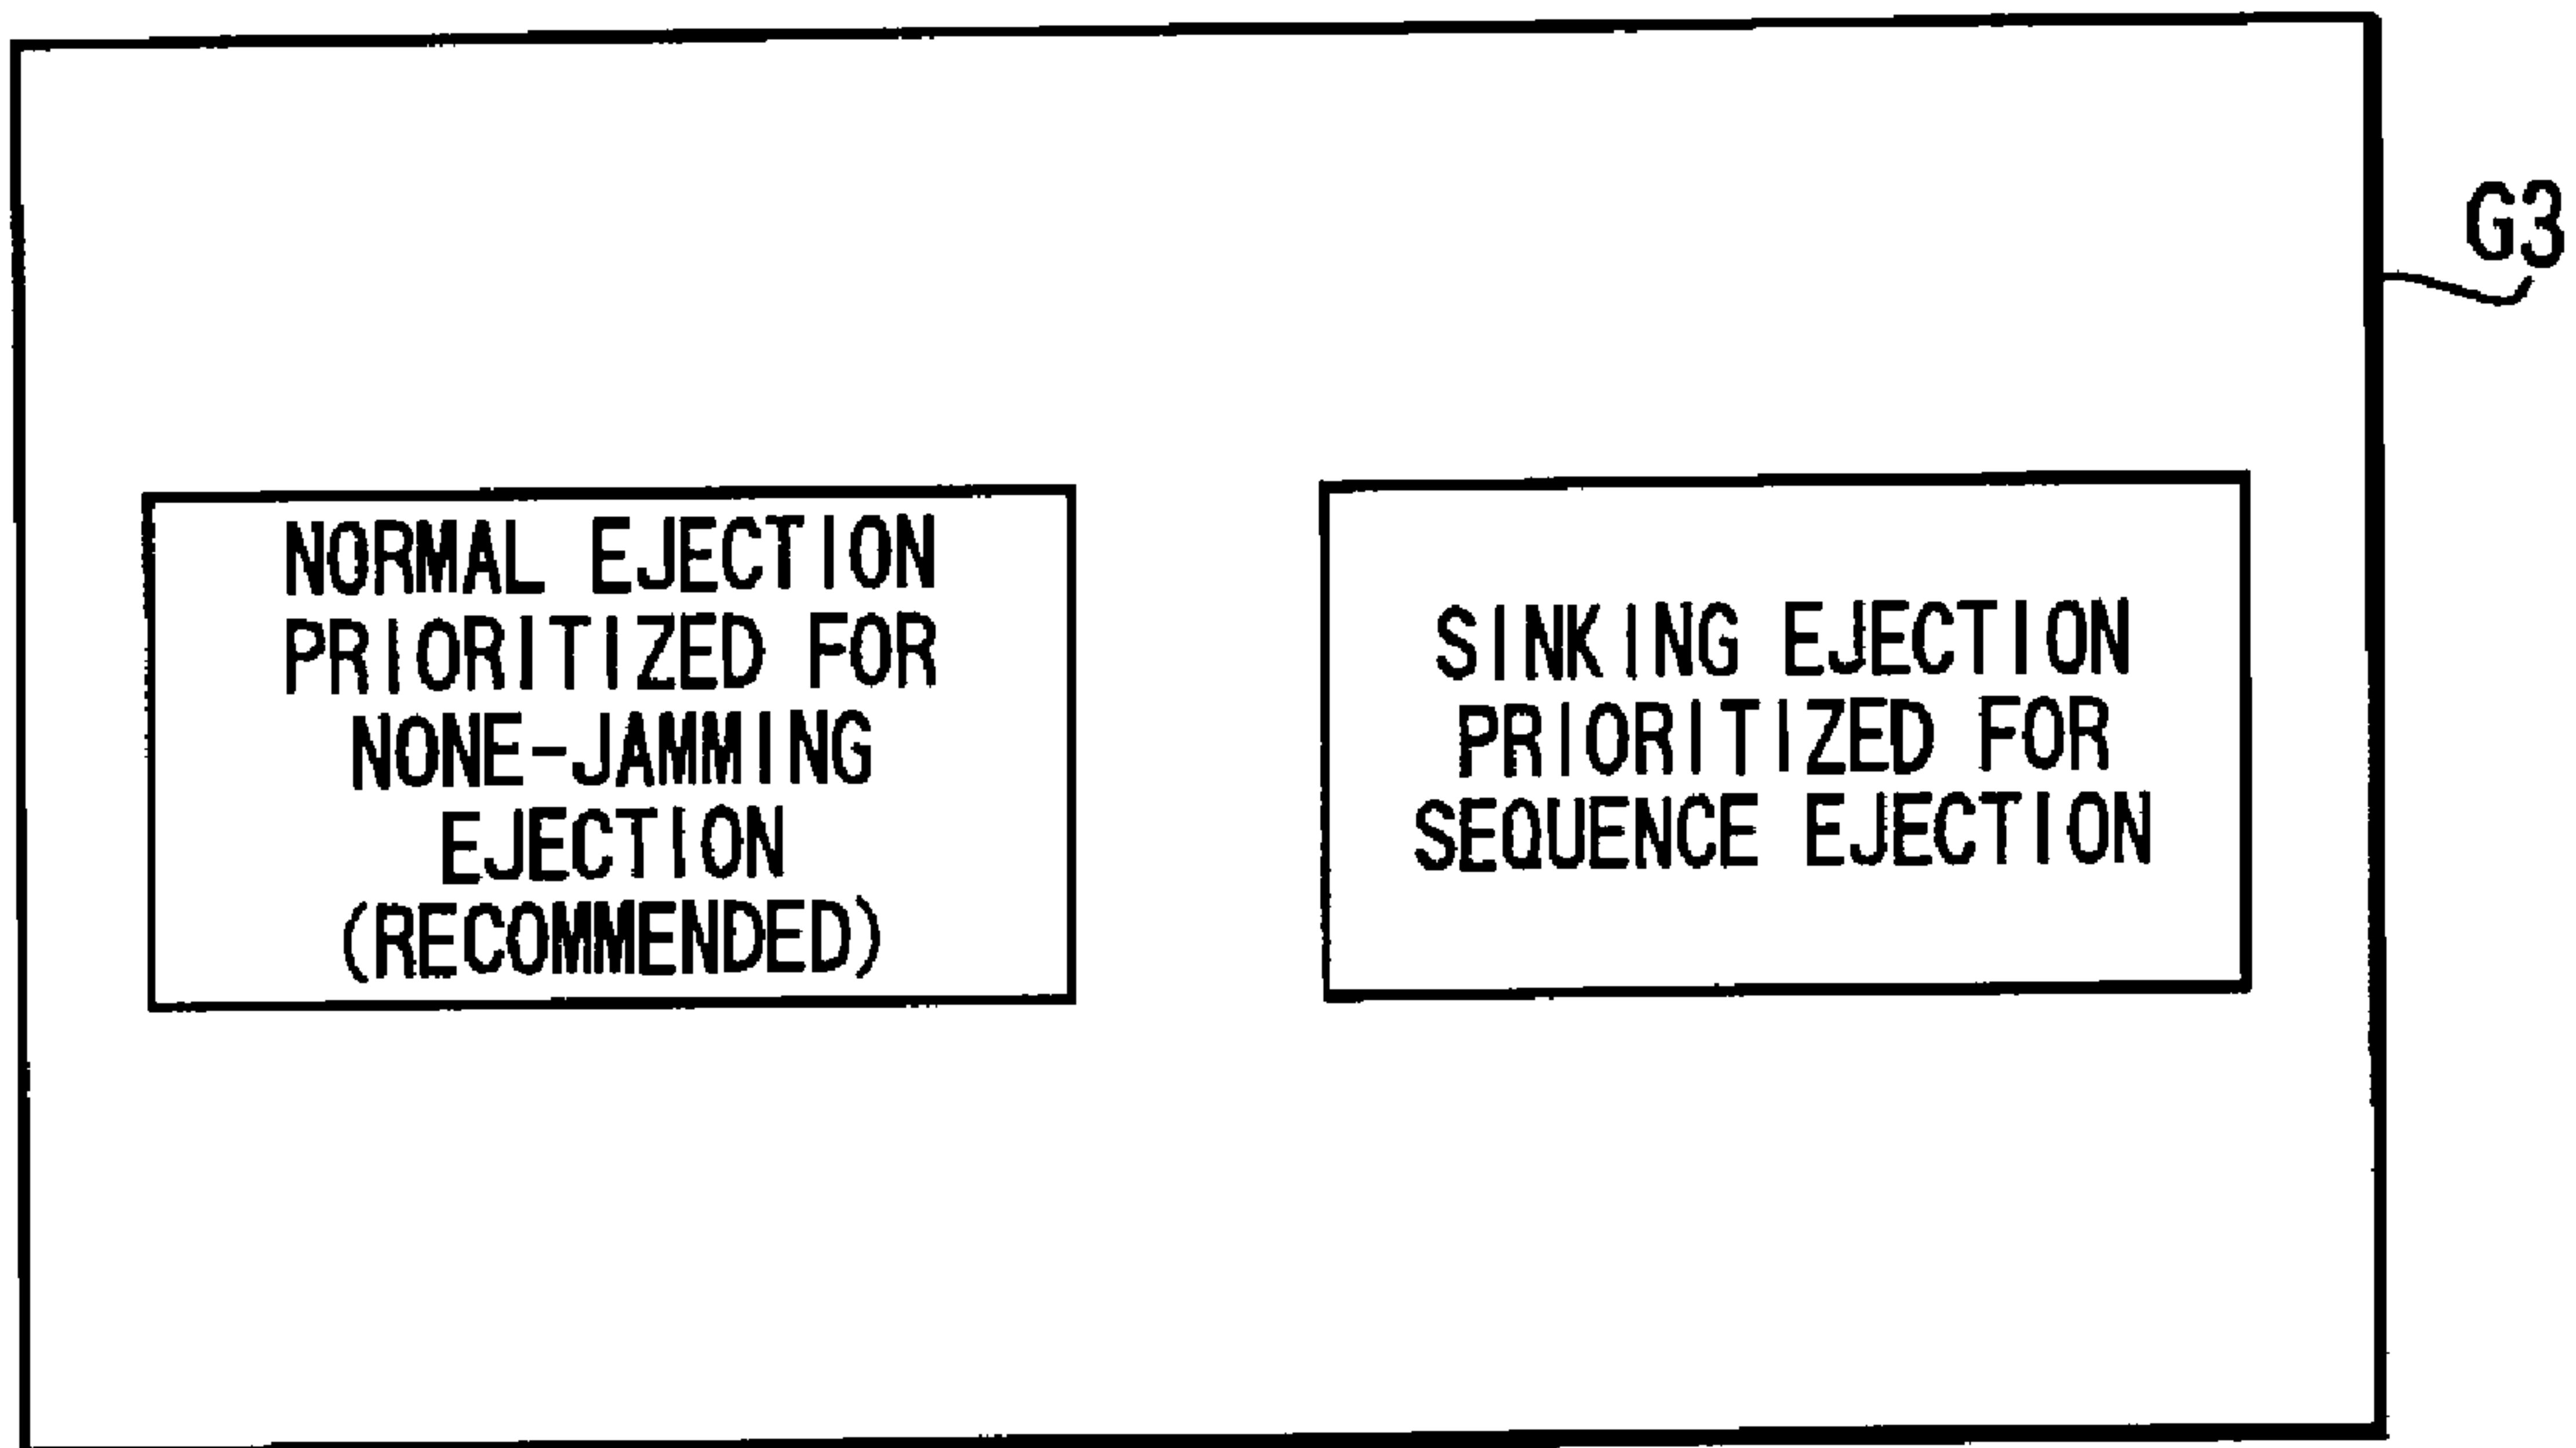 G3
NORMAL EJECTION
PRIORITIZED FOR
NONE-JAMMING
EJECTION
(RECOMMENDED)
SINKING EJECTION
PRIORITIZED FOR
SEQUENCE EJECTION